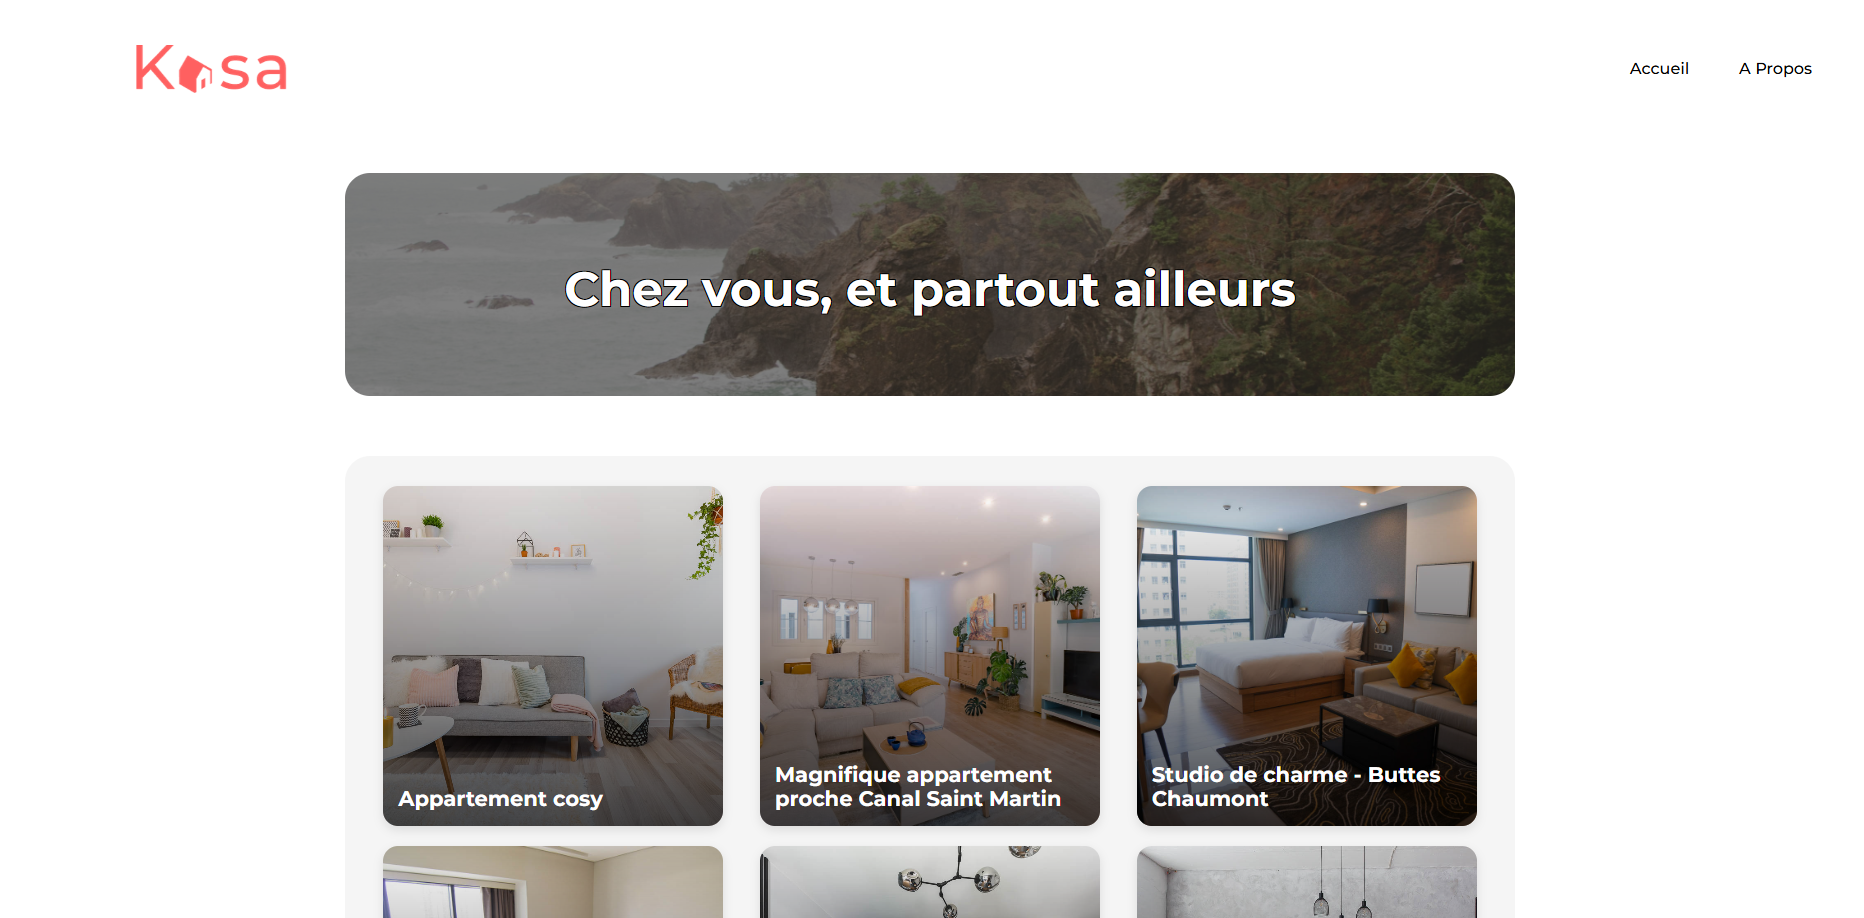 Kasa
Accueil
A Propos
Chez vous, et partout ailleurs
Appartement cosy
Magnifique appartement
proche Canal Saint Martin
Studio de charme - Buttes
Chaumont